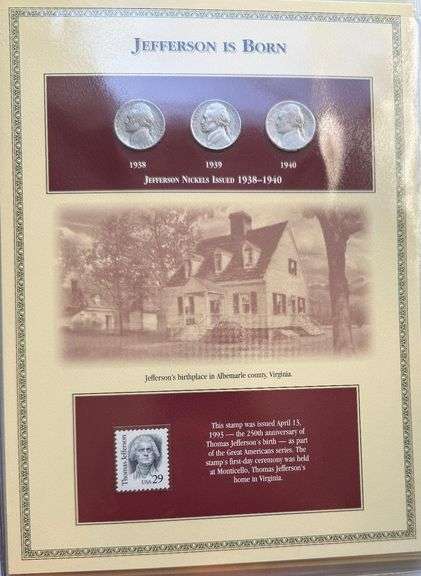 JEFFERSON IS BORN
1938
1939
1940
JEFFERSON NICKELS ISSUED 1938–1940
Jefferson's birthplace in Albemarle county, Virginia.
This stamp was issued April 13,
1993 — the 250th anniversary of
Thomas Jefferson's birth — as part
of the Great Americans series. The
stamp's first-day ceremony was held
at Monticello, Thomas Jefferson's
home in Virginia.
Thomas Jefferson
USA 29